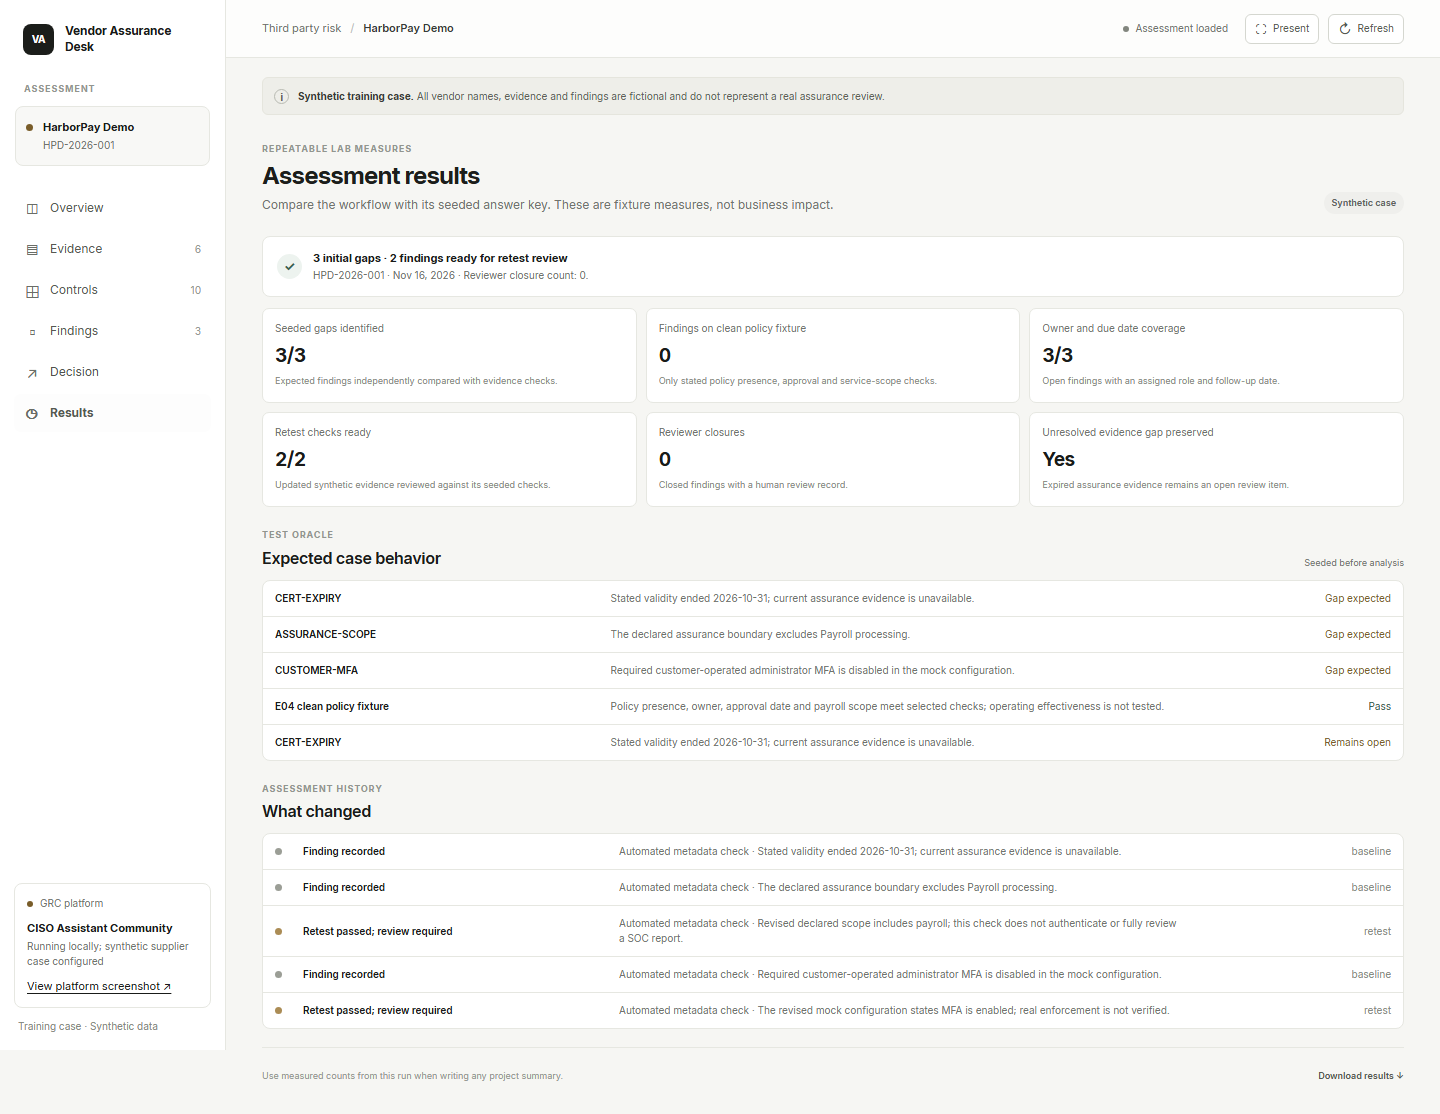 VA
Vendor Assurance
Desk
ASSESSMENT
HarborPay Demo
HPD-2026-001
Overview
Evidence 6
Controls 10
Findings 3
Decision
Results
GRC platform
CISO Assistant Community
Running locally; synthetic supplier
case configured
View platform screenshot ↗
Training case · Synthetic data
Third party risk / HarborPay Demo
Assessment loaded
Present
Refresh
Synthetic training case. All vendor names, evidence and findings are fictional and do not represent a real assurance review.
REPEATABLE LAB MEASURES
Assessment results
Compare the workflow with its seeded answer key. These are fixture measures, not business impact.
Synthetic case
3 initial gaps · 2 findings ready for retest review
HPD-2026-001 · Nov 16, 2026 · Reviewer closure count: 0.
Seeded gaps identified
3/3
Expected findings independently compared with evidence checks.
Findings on clean policy fixture
0
Only stated policy presence, approval and service-scope checks.
Owner and due date coverage
3/3
Open findings with an assigned role and follow-up date.
Retest checks ready
2/2
Updated synthetic evidence reviewed against its seeded checks.
Reviewer closures
0
Closed findings with a human review record.
Unresolved evidence gap preserved
Yes
Expired assurance evidence remains an open review item.
TEST ORACLE
Expected case behavior
Seeded before analysis
CERT-EXPIRY Stated validity ended 2026-10-31; current assurance evidence is unavailable. Gap expected
ASSURANCE-SCOPE The declared assurance boundary excludes Payroll processing. Gap expected
CUSTOMER-MFA Required customer-operated administrator MFA is disabled in the mock configuration. Gap expected
E04 clean policy fixture Policy presence, owner, approval date and payroll scope meet selected checks; operating effectiveness is not tested. Pass
CERT-EXPIRY Stated validity ended 2026-10-31; current assurance evidence is unavailable. Remains open
ASSESSMENT HISTORY
What changed
Finding recorded Automated metadata check · Stated validity ended 2026-10-31; current assurance evidence is unavailable. baseline
Finding recorded Automated metadata check · The declared assurance boundary excludes Payroll processing. baseline
Retest passed; review required Automated metadata check · Revised declared scope includes payroll; this check does not authenticate or fully review
a SOC report. retest
Finding recorded Automated metadata check · Required customer-operated administrator MFA is disabled in the mock configuration. baseline
Retest passed; review required Automated metadata check · The revised mock configuration states MFA is enabled; real enforcement is not verified. retest
Use measured counts from this run when writing any project summary.
Download results ↓